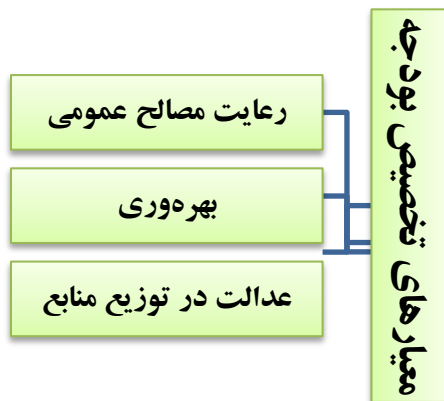 معیارهای تخصیص بودجه
رعایت مصالح عمومی
بهره‌وری
عدالت در توزیع منابع